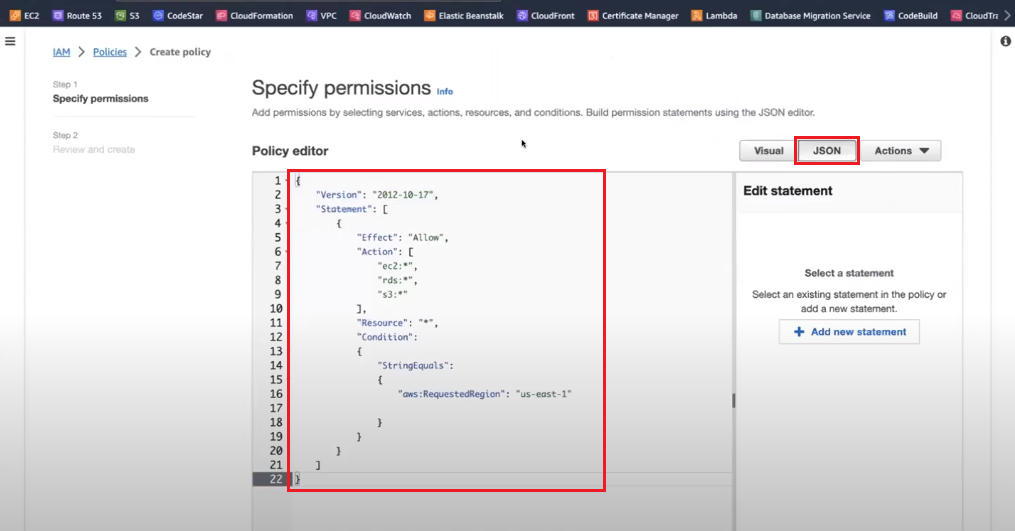 EC2 Route 53 S3 CodeStar CloudFormation VPC CloudWatch Elastic Beanstalk CloudFront Certificate Manager Lambda Database Migration Service CodeBuild CloudTra
IAM > Policies > Create policy
Step 1
Specify permissions
Step 2
Review and create
Specify permissions Info
Add permissions by selecting services, actions, resources, and conditions. Build permission statements using the JSON editor.
Policy editor
Visual JSON Actions
1 {
2 "Version": "2012-10-17",
3 "Statement": [
4 {
5 "Effect": "Allow",
6 "Action": [
7 "ec2:*",
8 "rds:*",
9 "s3:*"
10 ],
11 "Resource": "*",
12 "Condition":
13 {
14 "StringEquals":
15 {
16 "aws:RequestedRegion": "us-east-1"
17
18 }
19 }
20 }
21 ]
22 }
Edit statement
Select a statement
Select an existing statement in the policy or
add a new statement.
+ Add new statement